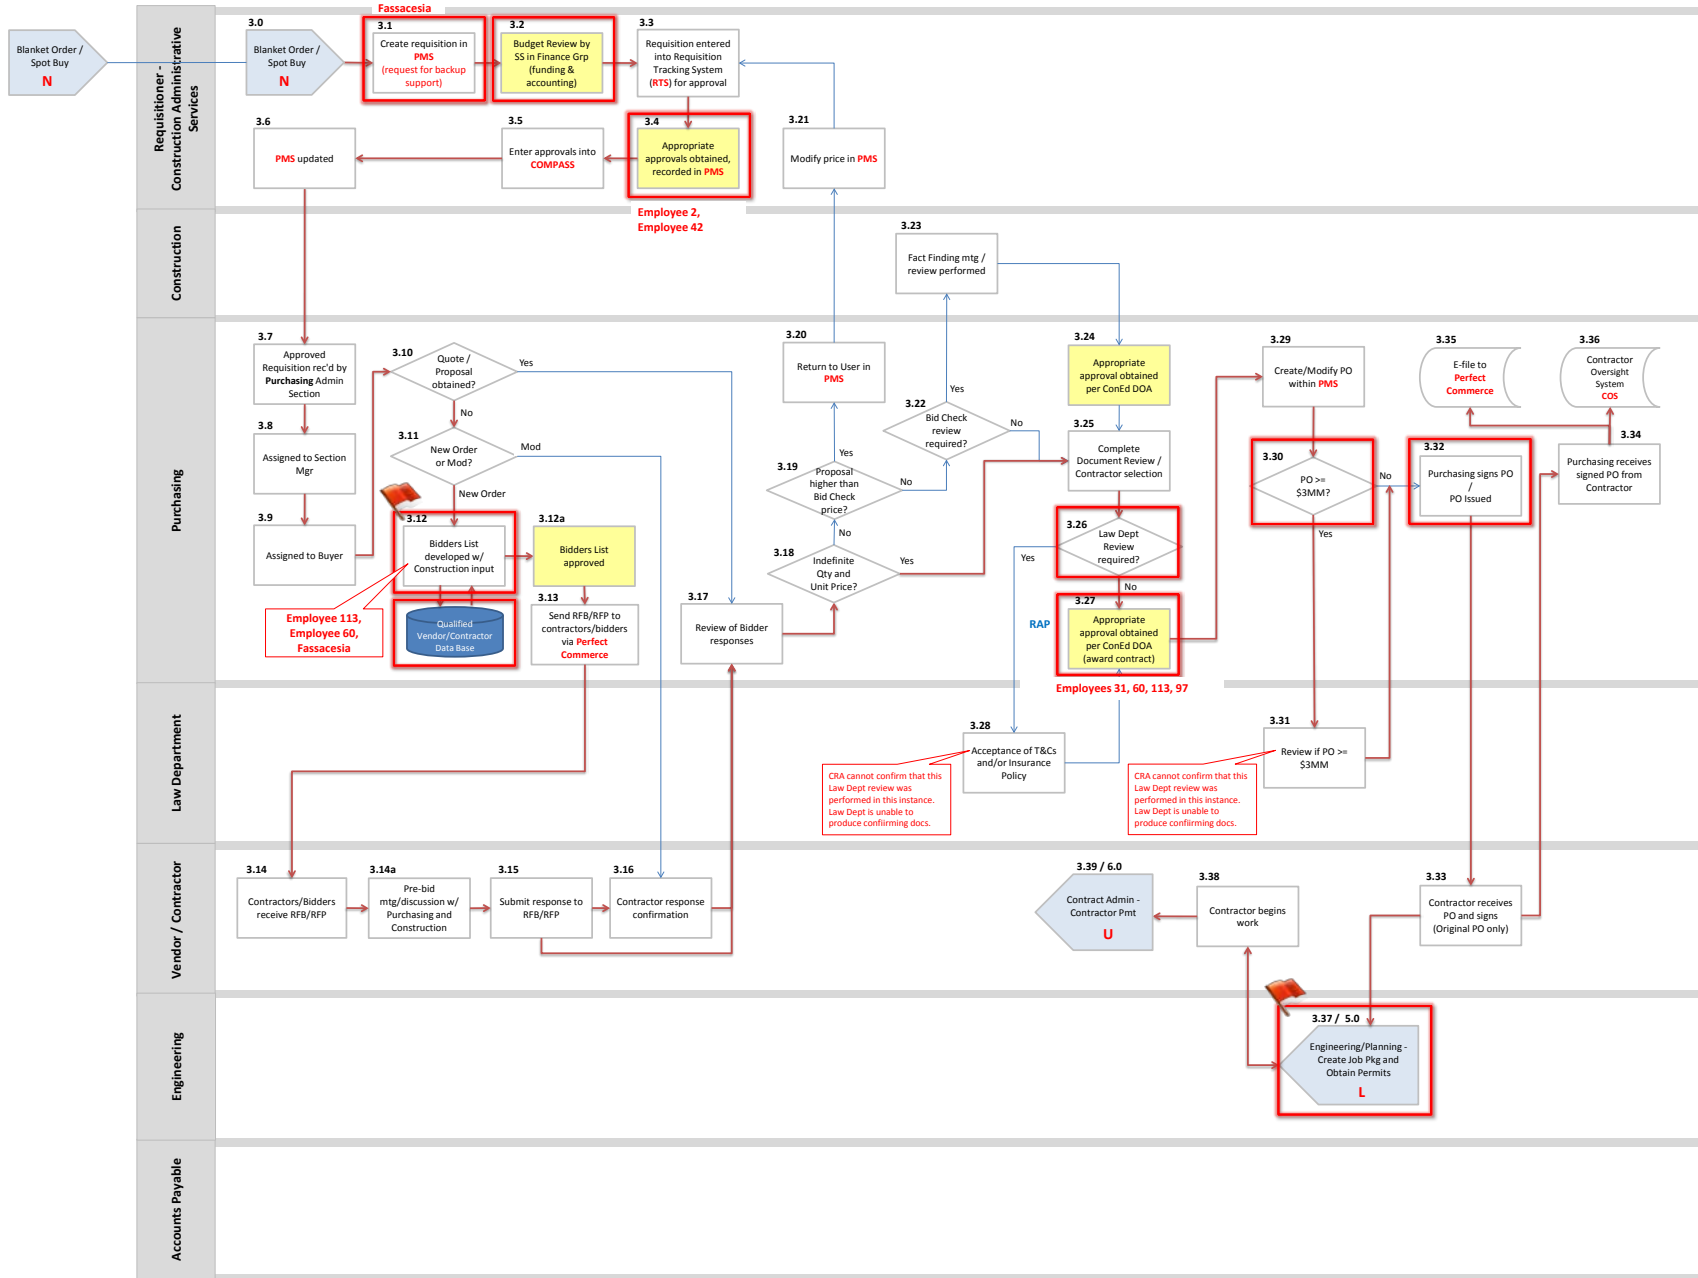 Fassacesia
3.0
3.1
3.2
3.3
Blanket Order /
Spot Buy
N
Blanket Order /
Spot Buy
N
Create requisition in
PMS
(request for backup
support)
Budget Review by
SS in Finance Grp
(funding &
accounting)
Requisition entered
into Requisition
Tracking System
(RTS) for approval
Requisitioner -
Construction Administrative
Services
3.6
3.5
3.4
3.21
PMS updated
Enter approvals into
COMPASS
Appropriate
approvals obtained,
recorded in PMS
Modify price in PMS
Employee 2,
Employee 42
Construction
3.23
Fact Finding mtg /
review performed
Purchasing
3.7
Approved
Requisition rec'd by
Purchasing Admin
Section
3.8
Assigned to Section
Mgr
3.9
Assigned to Buyer
3.10
Quote /
Proposal
obtained?
Yes
No
3.11
New Order
or Mod?
Mod
New Order
3.12
Bidders List
developed w/
Construction input
3.12a
Bidders List
approved
Employee 113,
Employee 60,
Fassacesia
Qualified
Vendor/Contractor
Data Base
3.13
Send RFB/RFP to
contractors/bidders
via Perfect
Commerce
3.17
Review of Bidder
responses
3.18
Indefinite
Qty and
Unit Price?
Yes
No
3.19
Proposal
higher than
Bid Check
price?
Yes
No
3.20
Return to User in
PMS
3.22
Bid Check
review
required?
Yes
No
3.24
Appropriate
approval obtained
per ConEd DOA
3.25
Complete
Document Review /
Contractor selection
3.26
Law Dept
Review
required?
Yes
No
RAP
3.27
Appropriate
approval obtained
per ConEd DOA
(award contract)
Employees 31, 60, 113, 97
3.29
Create/Modify PO
within PMS
3.30
PO >=
$3MM?
No
Yes
3.35
E-file to
Perfect
Commerce
3.36
Contractor
Oversight
System
COS
3.32
Purchasing signs PO
/
PO Issued
3.34
Purchasing receives
signed PO from
Contractor
Law Department
3.28
Acceptance of T&Cs
and/or Insurance
Policy
CRA cannot confirm that this
Law Dept review was
performed in this instance.
Law Dept is unable to
produce confiirming docs.
3.31
Review if PO >=
$3MM
CRA cannot confirm that this
Law Dept review was
performed in this instance.
Law Dept is unable to
produce confiirming docs.
Vendor / Contractor
3.14
Contractors/Bidders
receive RFB/RFP
3.14a
Pre-bid
mtg/discussion w/
Purchasing and
Construction
3.15
Submit response to
RFB/RFP
3.16
Contractor response
confirmation
3.39 / 6.0
Contract Admin -
Contractor Pmt
U
3.38
Contractor begins
work
3.33
Contractor receives
PO and signs
(Original PO only)
Engineering
3.37 / 5.0
Engineering/Planning -
Create Job Pkg and
Obtain Permits
L
Accounts Payable